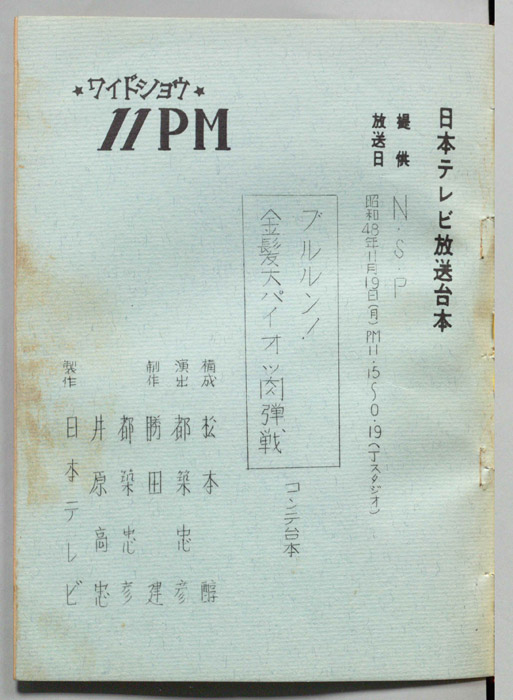 日本テレビ放送台本
提供 N・S・P
放送日 昭和48年11月19日(月)PM11・15〜0・19(Tスタジオ)
★ワイドショウ★
11PM
ブルルン!
金髪大パイオツ肉弾戦
コンテ台本
構成 松本 醇
演出 都築忠彦
制作 勝田 建
都築忠彦
井原高忠
製作 日本テレビ